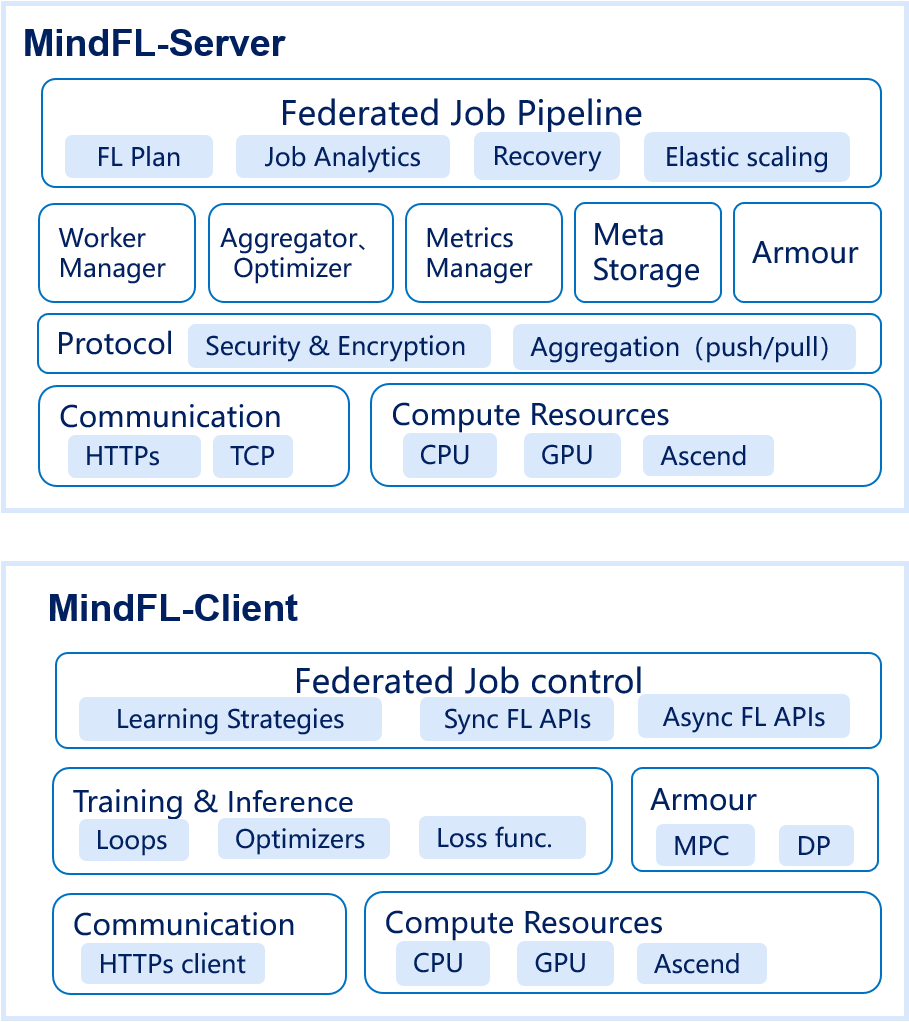 MindFL-Server
Federated Job Pipeline
FL Plan
Job Analytics
Recovery
Elastic scaling
Worker
Manager
Aggregator、
Optimizer
Metrics
Manager
Meta
Storage
Armour
Protocol
Security & Encryption
Aggregation（push/pull）
Communication
HTTPs
TCP
Compute Resources
CPU
GPU
Ascend
MindFL-Client
Federated Job control
Learning Strategies
Sync FL APIs
Async FL APIs
Training & Inference
Loops
Optimizers
Loss func.
Armour
MPC
DP
Communication
HTTPs client
Compute Resources
CPU
GPU
Ascend